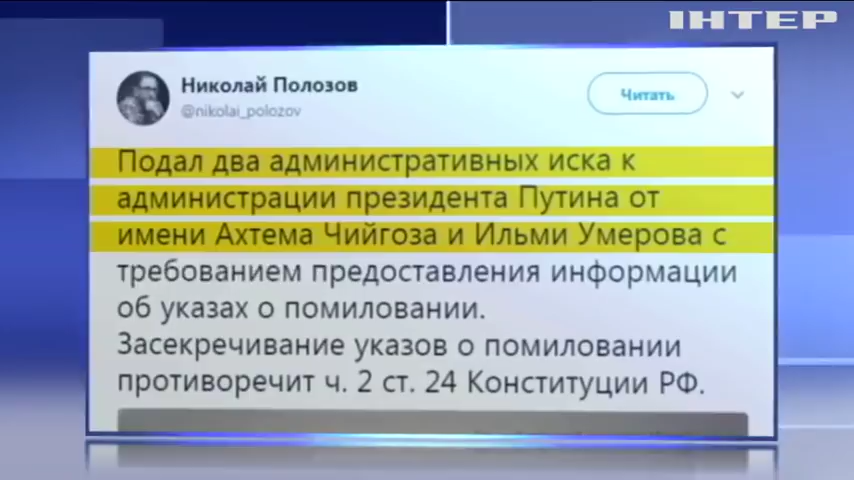 ІНТЕР
Николай Полозов
@nikolai_polozov
Читать
Подал два административных иска к
администрации президента Путина от
имени Ахтема Чийгоза и Ильми Умерова с
требованием предоставления информации
об указах о помиловании.
Засекречивание указов о помиловании
противоречит ч. 2 ст. 24 Конституции РФ.